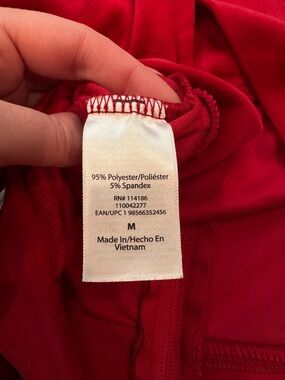 95% Polyester/Poliéster
5% Spandex
RN# 114186
110042277
EAN/UPC 1 98566352456
M
Made In/Hecho En
Vietnam